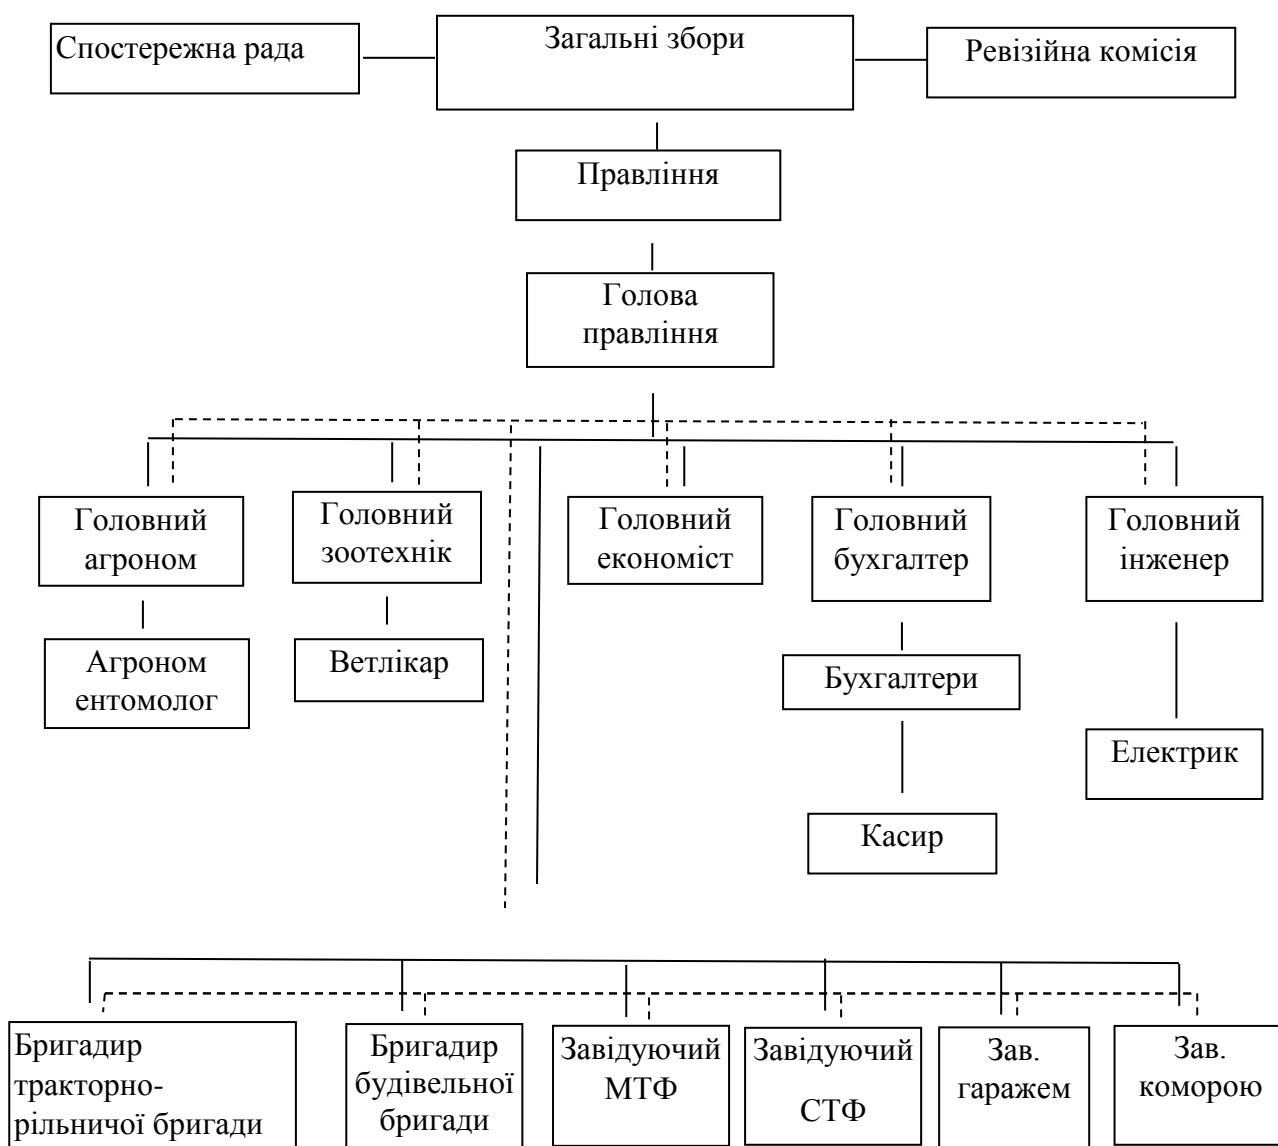 Спостережна рада
Загальні збори
Ревізійна комісія
Правління
Голова
правління
Головний
агроном
Головний
зоотехнік
Головний
економіст
Головний
бухгалтер
Головний
інженер
Агроном
ентомолог
Ветлікар
Бухгалтери
Електрик
Касир
Бригадир
тракторно-
рільничої бригади
Бригадир
будівельної
бригади
Завідуючий
МТФ
Завідуючий
СТФ
Зав.
гаражем
Зав.
коморою